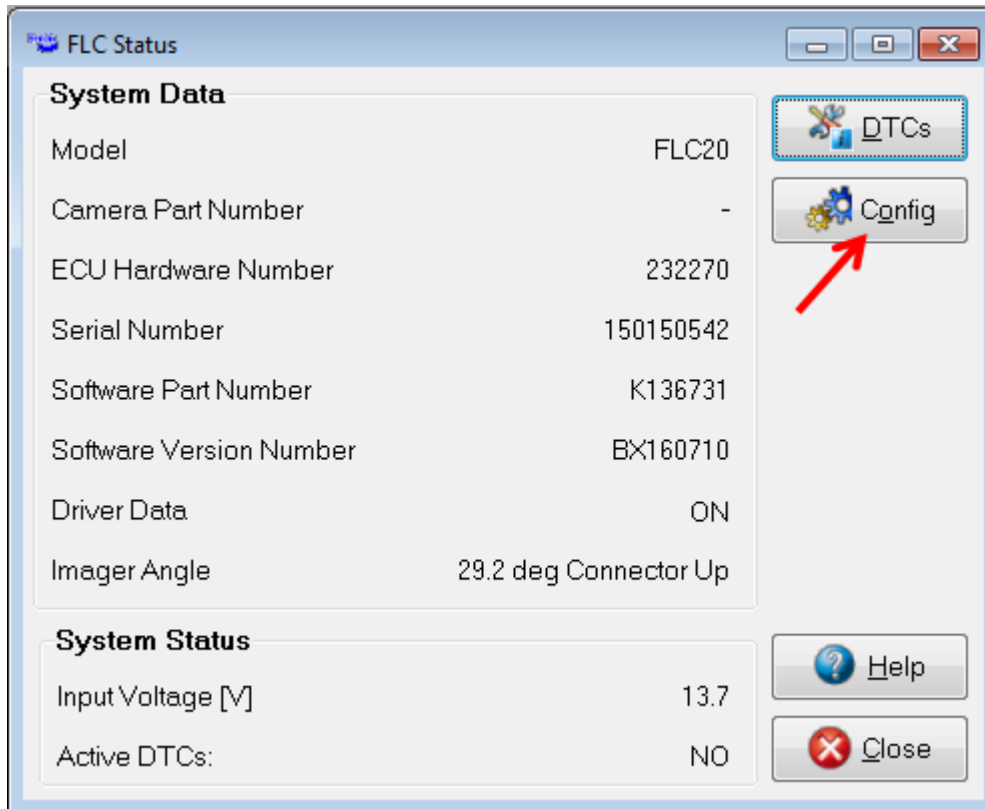 FLC Status
System Data
Model FLC20
Camera Part Number -
ECU Hardware Number 232270
Serial Number 150150542
Software Part Number K136731
Software Version Number BX160710
Driver Data ON
Imager Angle 29.2 deg Connector Up
System Status
Input Voltage [V] 13.7
Active DTCs: NO
DTCs
Config
Help
Close